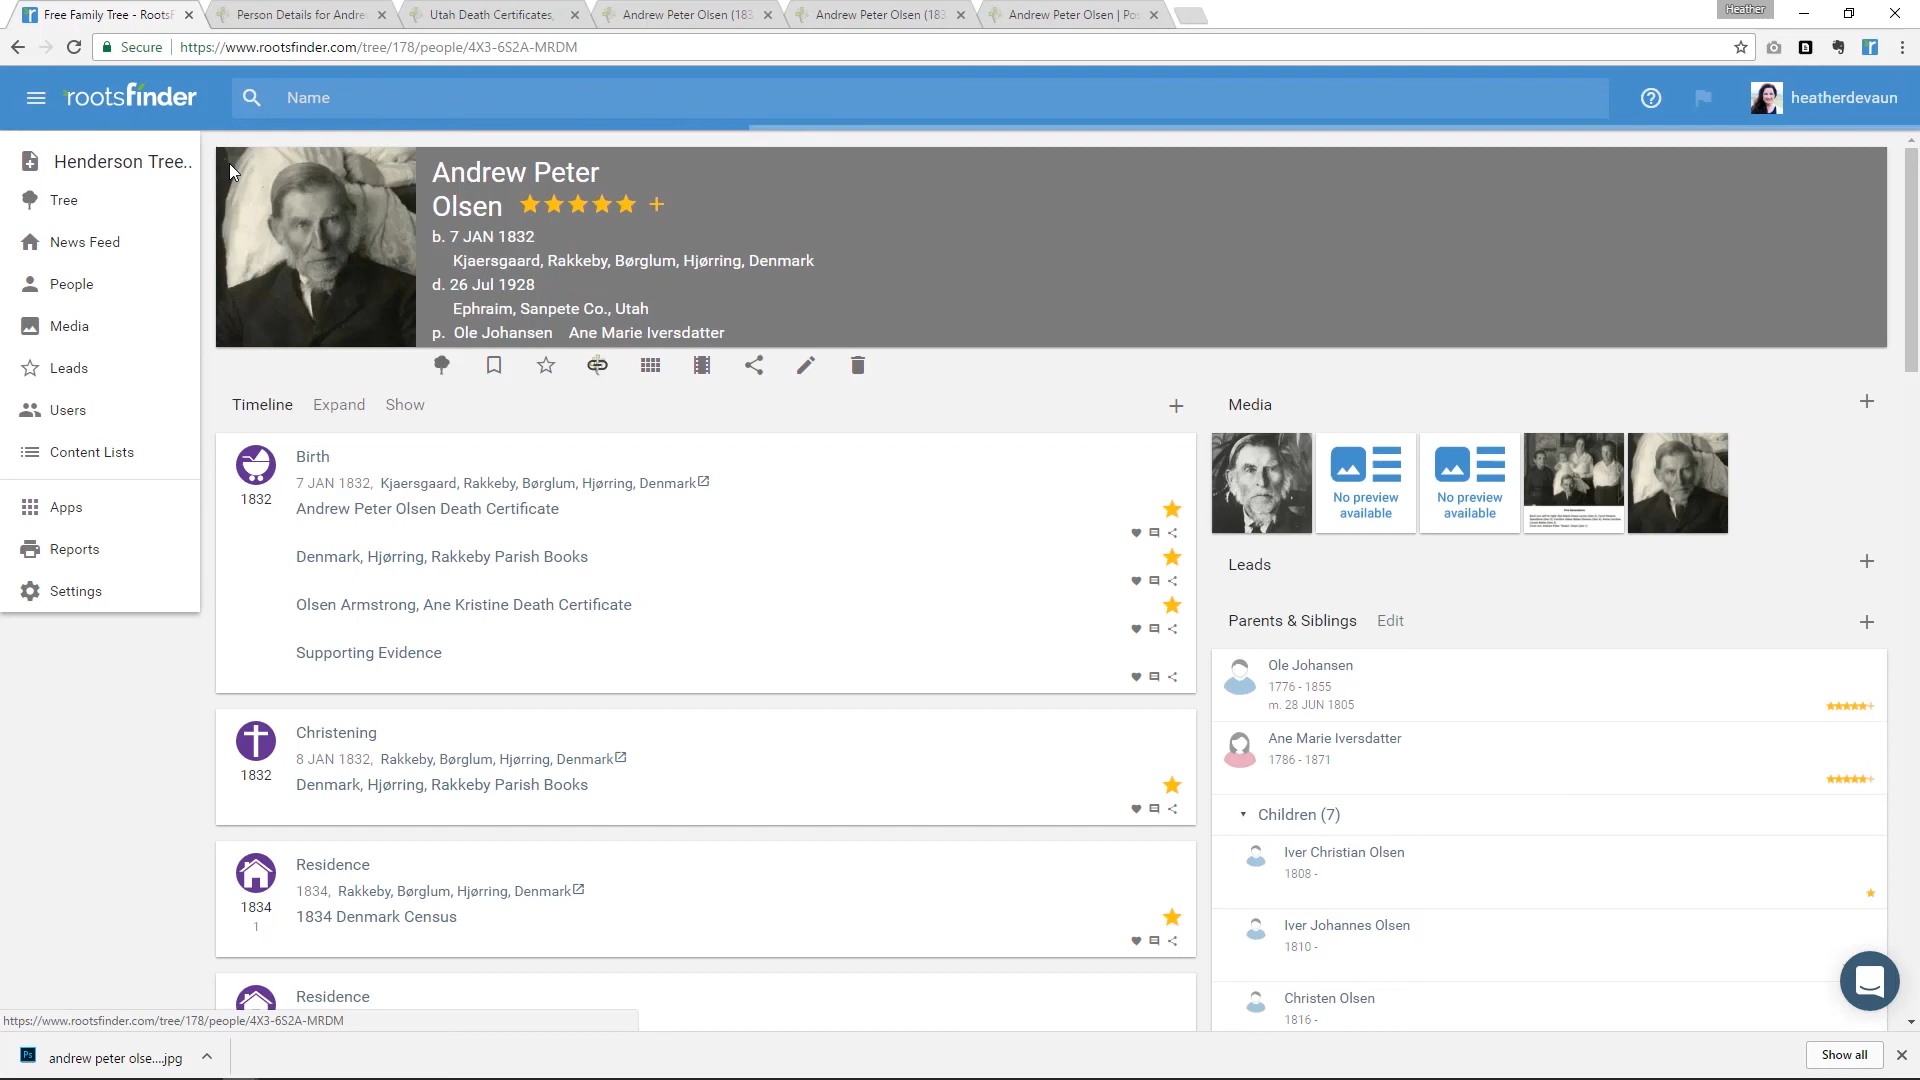 Free Family Tree - RootsF
Person Details for Andre
Utah Death Certificates,
Andrew Peter Olsen (183
Andrew Peter Olsen (183
Andrew Peter Olsen | Po
Heather
Secure
https://www.rootsfinder.com/tree/178/people/4X3-6S2A-MRDM
rootsfinder
Name
heatherdevaun
Henderson Tree..
Tree
News Feed
People
Media
Leads
Users
Content Lists
Apps
Reports
Settings
Andrew Peter
Olsen
b. 7 JAN 1832
Kjaersgaard, Rakkeby, Børglum, Hjørring, Denmark
d. 26 Jul 1928
Ephraim, Sanpete Co., Utah
p. Ole Johansen Ane Marie Iversdatter
Timeline Expand Show
Birth
1832
7 JAN 1832, Kjaersgaard, Rakkeby, Børglum, Hjørring, Denmark
Andrew Peter Olsen Death Certificate
Denmark, Hjørring, Rakkeby Parish Books
Olsen Armstrong, Ane Kristine Death Certificate
Supporting Evidence
Christening
1832
8 JAN 1832, Rakkeby, Børglum, Hjørring, Denmark
Denmark, Hjørring, Rakkeby Parish Books
Residence
1834
1
1834, Rakkeby, Børglum, Hjørring, Denmark
1834 Denmark Census
Residence
Media
No preview
available
No preview
available
Leads
Parents & Siblings Edit
Ole Johansen
1776 - 1855
m. 28 JUN 1805
Ane Marie Iversdatter
1786 - 1871
Children (7)
Iver Christian Olsen
1808 -
Iver Johannes Olsen
1810 -
Christen Olsen
1816 -
https://www.rootsfinder.com/tree/178/people/4X3-6S2A-MRDM
Ps
andrew peter olse....jpg
Show all